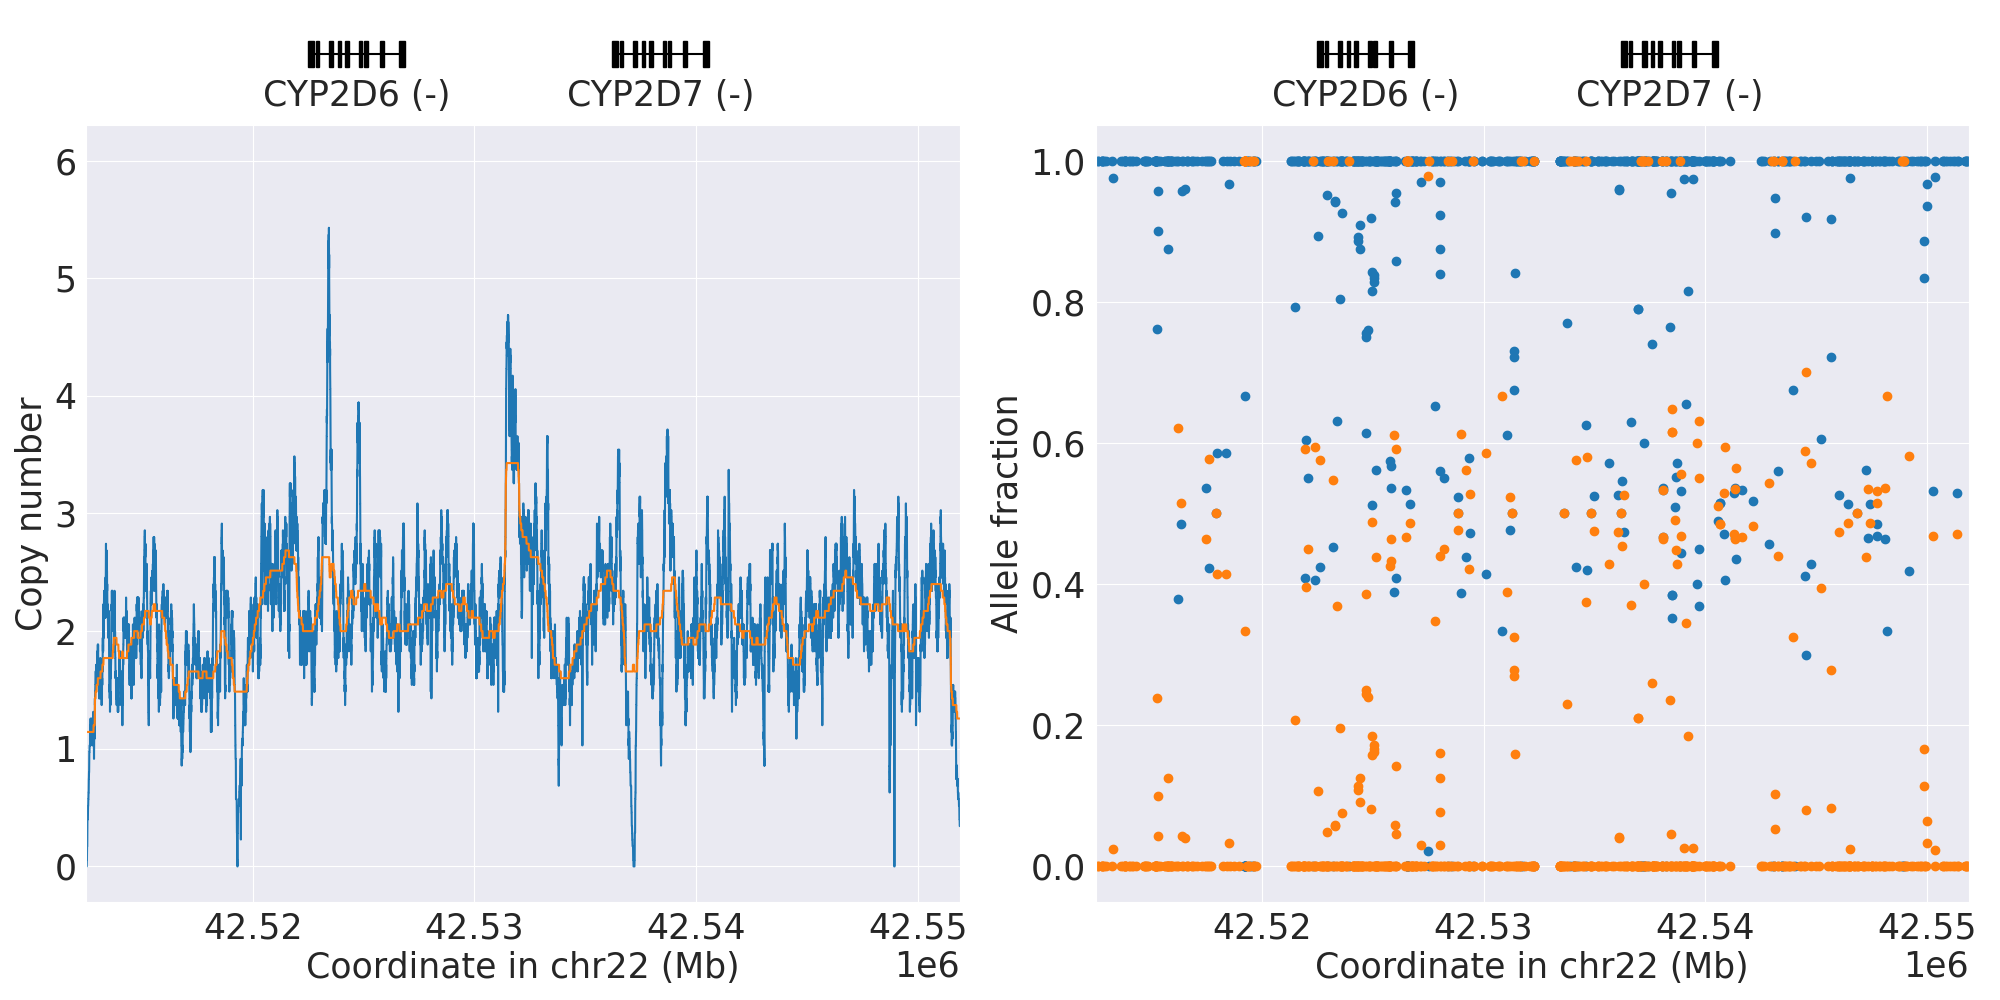 CYP2D6 (-) CYP2D7 (-)
6
5
4
3
2
1
0
Copy number
42.52 42.53 42.54 42.55
Coordinate in chr22 (Mb) 1e6
CYP2D6 (-) CYP2D7 (-)
1.0
0.8
0.6
0.4
0.2
0.0
Allele fraction
42.52 42.53 42.54 42.55
Coordinate in chr22 (Mb) 1e6